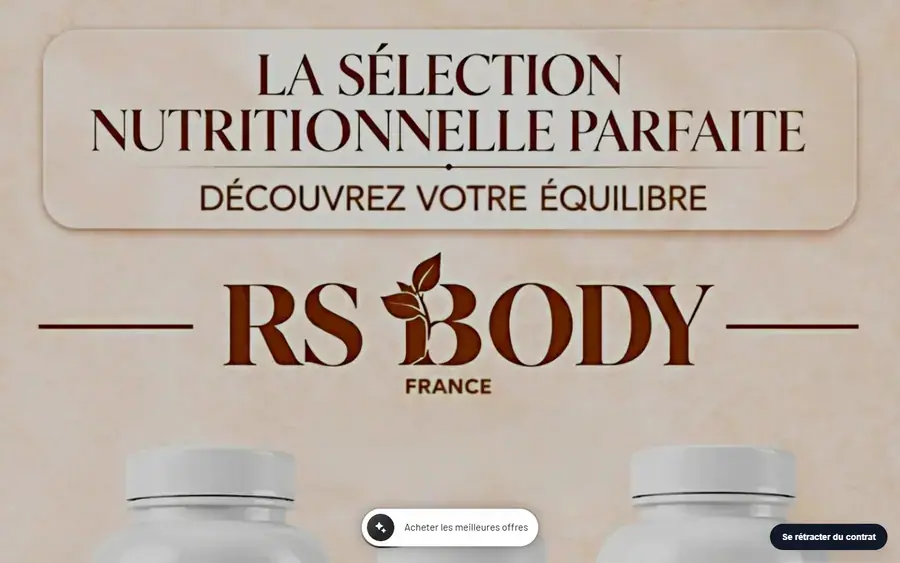 LA SÉLECTION
NUTRITIONNELLE PARFAITE
DÉCOUVREZ VOTRE ÉQUILIBRE
RS BODY
FRANCE
Acheter les meilleures offres
Se rétracter du contrat